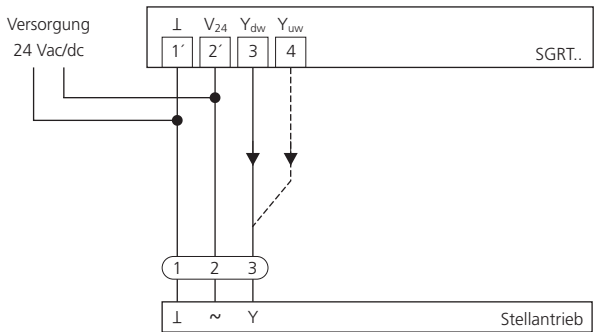 Versorgung
24 Vac/dc
⊥ V24 Ydw Yuw
1´ 2´ 3 4
SGRT..
1 2 3
⊥ ~ Y
Stellantrieb